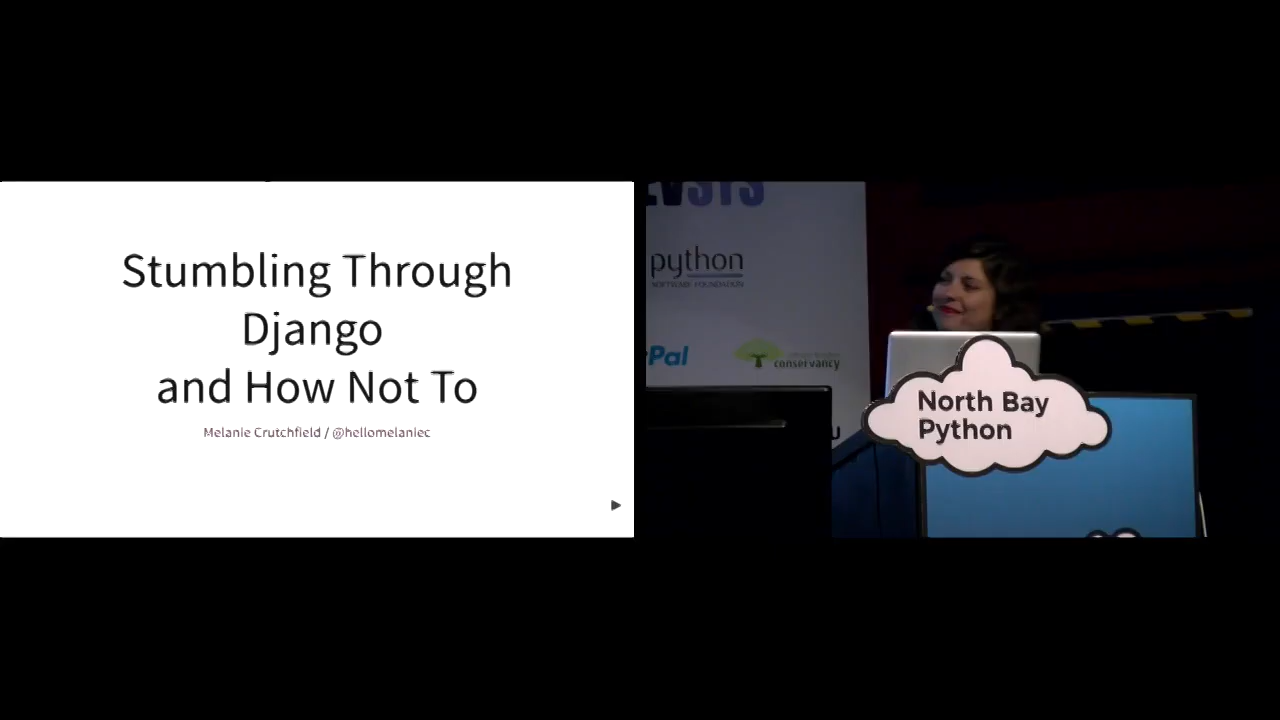 Stumbling Through
Django
and How Not To
Melanie Crutchfield / @hellomelaniec
python
SOFTWARE FOUNDATION
Pal
conservancy
North Bay
Python